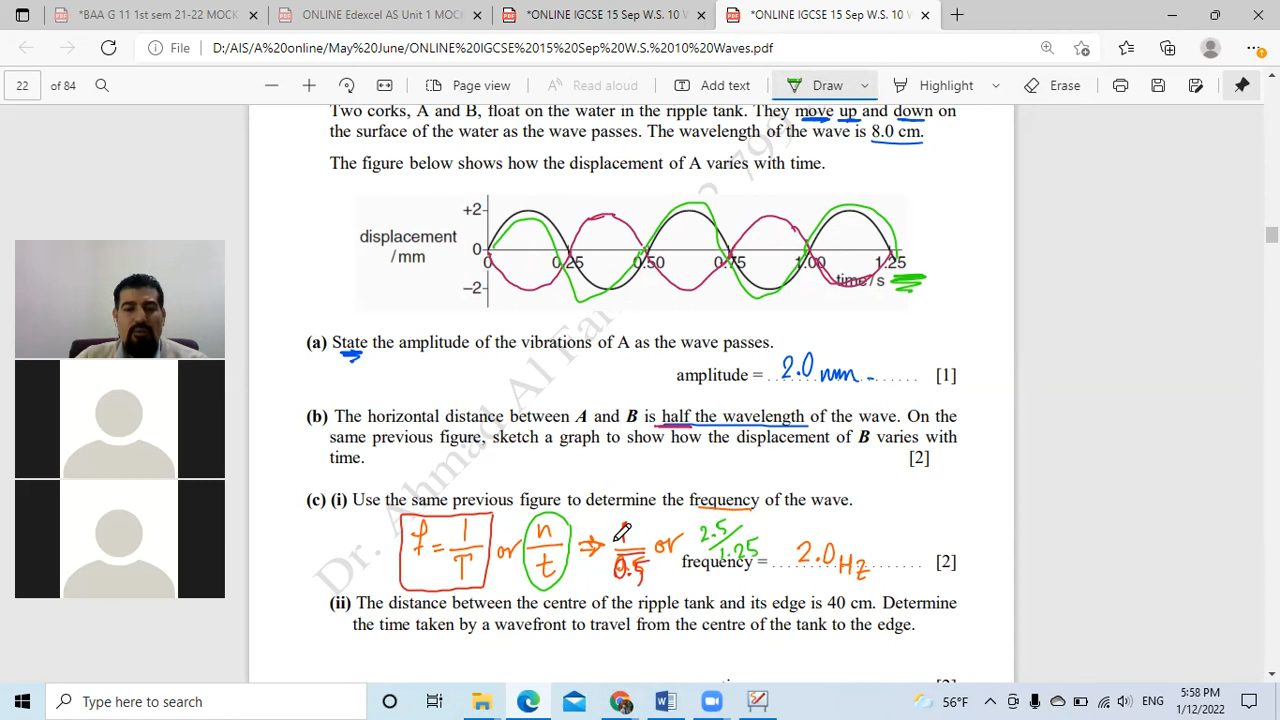 *BAA G 11 1st sem 21-22 MOCK
ONLINE Edexcel AS Unit 1 MOCK
*ONLINE IGCSE 15 Sep W.S. 10 W
*ONLINE IGCSE 15 Sep W.S. 10 W
File D:/AIS/A%20online/May%20June/ONLINE%20IGCSE%2015%20Sep%20W.S.%2010%20Waves.pdf
22 of 84 Page view Read aloud Add text Draw Highlight Erase
Two corks, A and B, float on the water in the ripple tank. They move up and down on
the surface of the water as the wave passes. The wavelength of the wave is 8.0 cm.
The figure below shows how the displacement of A varies with time.
+2
displacement 0
/mm
0 0.25 0.50 0.75 1.00 1.25
−2 time / s
(a) State the amplitude of the vibrations of A as the wave passes.
amplitude = 2.0 mm [1]
(b) The horizontal distance between A and B is half the wavelength of the wave. On the
same previous figure, sketch a graph to show how the displacement of B varies with
time. [2]
(c) (i) Use the same previous figure to determine the frequency of the wave.
f = 1/T or n/t ⇒ 1/0.5 or 2.5/1.25
frequency = 2.0 Hz [2]
(ii) The distance between the centre of the ripple tank and its edge is 40 cm. Determine
the time taken by a wavefront to travel from the centre of the tank to the edge.
Type here to search
56°F ENG 5:58 PM
1/12/2022